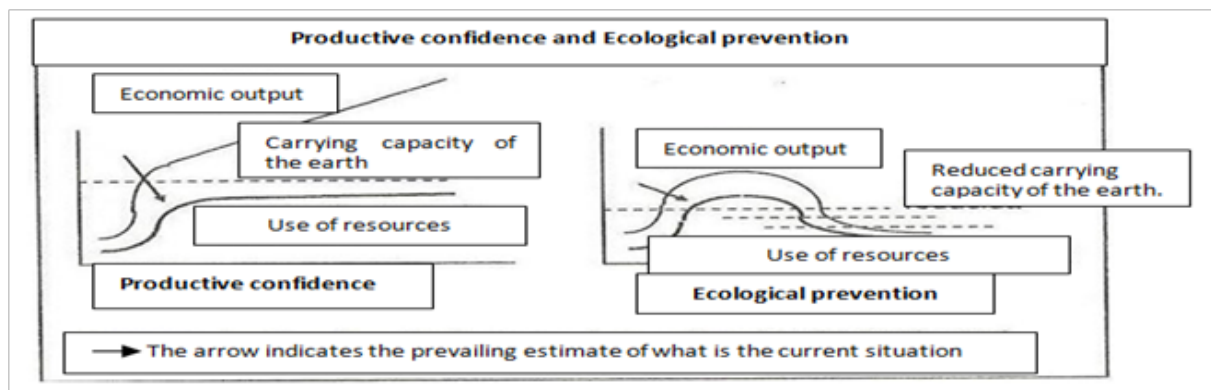 Productive confidence and Ecological prevention
Economic output
Carrying capacity of
the earth
Use of resources
Productive confidence
Economic output
Reduced carrying
capacity of the earth.
Use of resources
Ecological prevention
The arrow indicates the prevailing estimate of what is the current situation